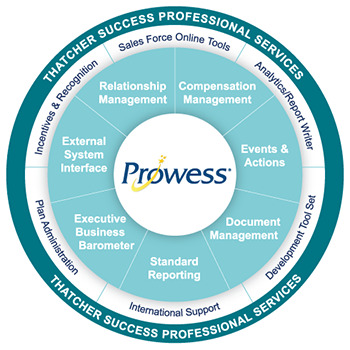 THATCHER SUCCESS PROFESSIONAL SERVICES
Sales Force Online Tools
Analytics/Report Writer
Development Tool Set
International Support
Plan Administration
Incentives & Recognition
Relationship
Management
Compensation
Management
Events &
Actions
Document
Management
Standard
Reporting
Executive
Business
Barometer
External
System
Interface
Prowess®
THATCHER SUCCESS PROFESSIONAL SERVICES